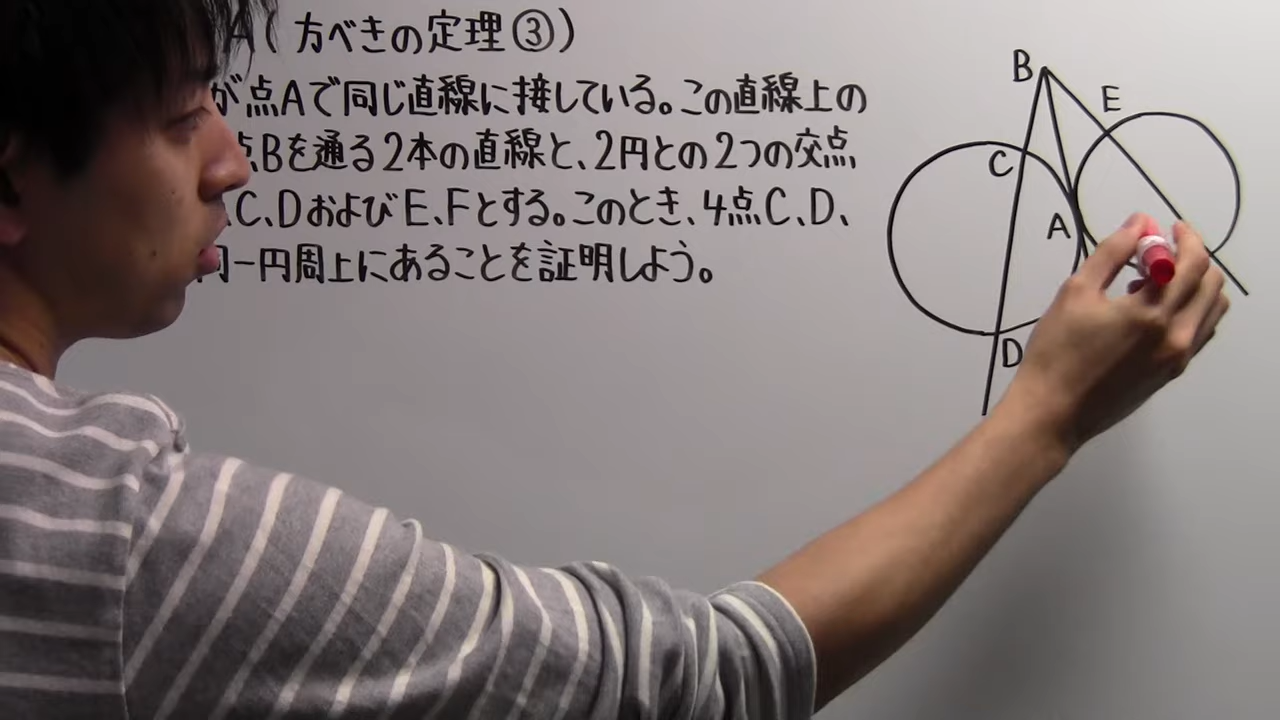 A(方べきの定理③)
が点Aで同じ直線に接している。この直線上の
点Bを通る2本の直線と、2円との2つの交点
C、DおよびE、Fとする。このとき、4点C、D、
同一円周上にあることを証明しよう。
B
E
C
A
D